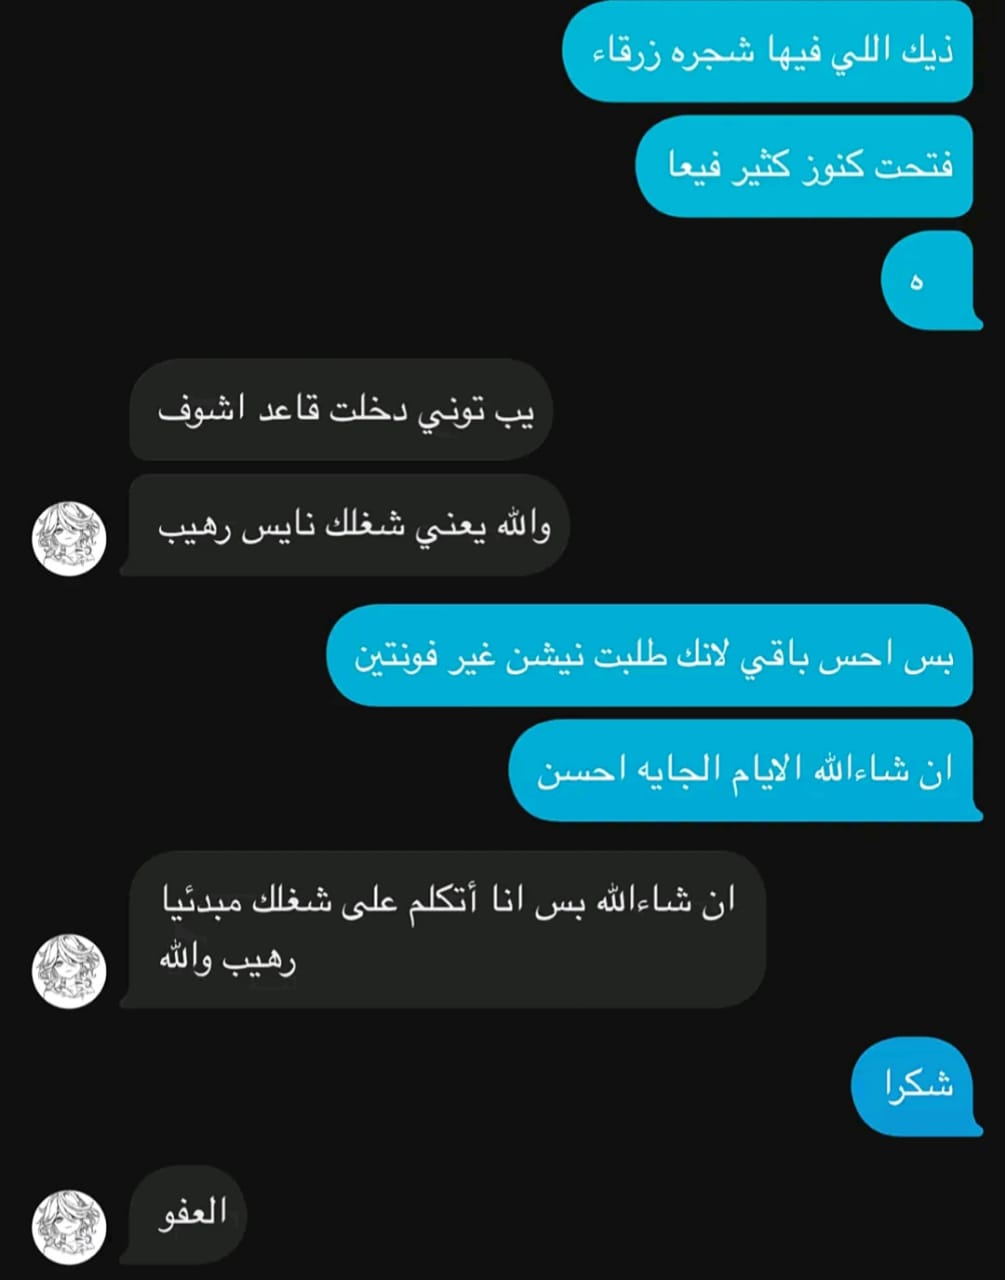 ذيك اللي فيها شجره زرقاء
فتحت كنوز كثير فيعا
ه
يب توني دخلت قاعد اشوف
والله يعني شغلك نايس رهيب
بس احس باقي لانك طلبت نيشن غير فونتين
ان شاءالله الايام الجايه احسن
ان شاءالله بس انا أتكلم على شغلك مبدئيا
رهيب والله
شكرا
العفو